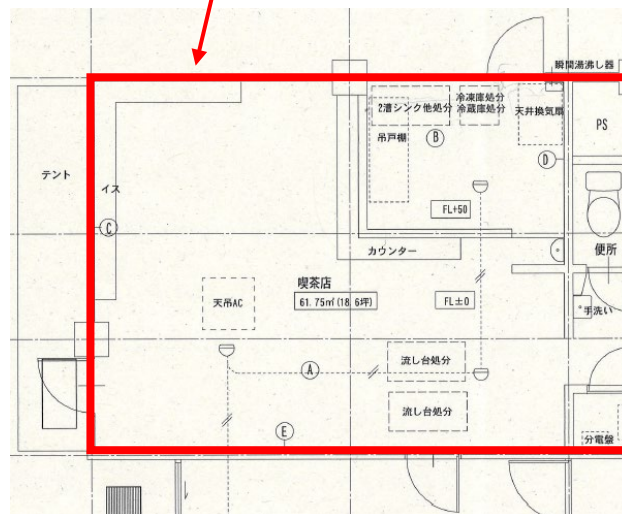 瞬間湯沸し器
2漕シンク他処分
冷凍庫処分
冷蔵庫処分
天井換気扇
PS
吊戸棚
B
D
テント
イス
FL+50
C
カウンター
便所
喫茶店
61.75㎡(18.6坪)
FL±0
天吊AC
手洗い
流し台処分
A
流し台処分
E
分電盤